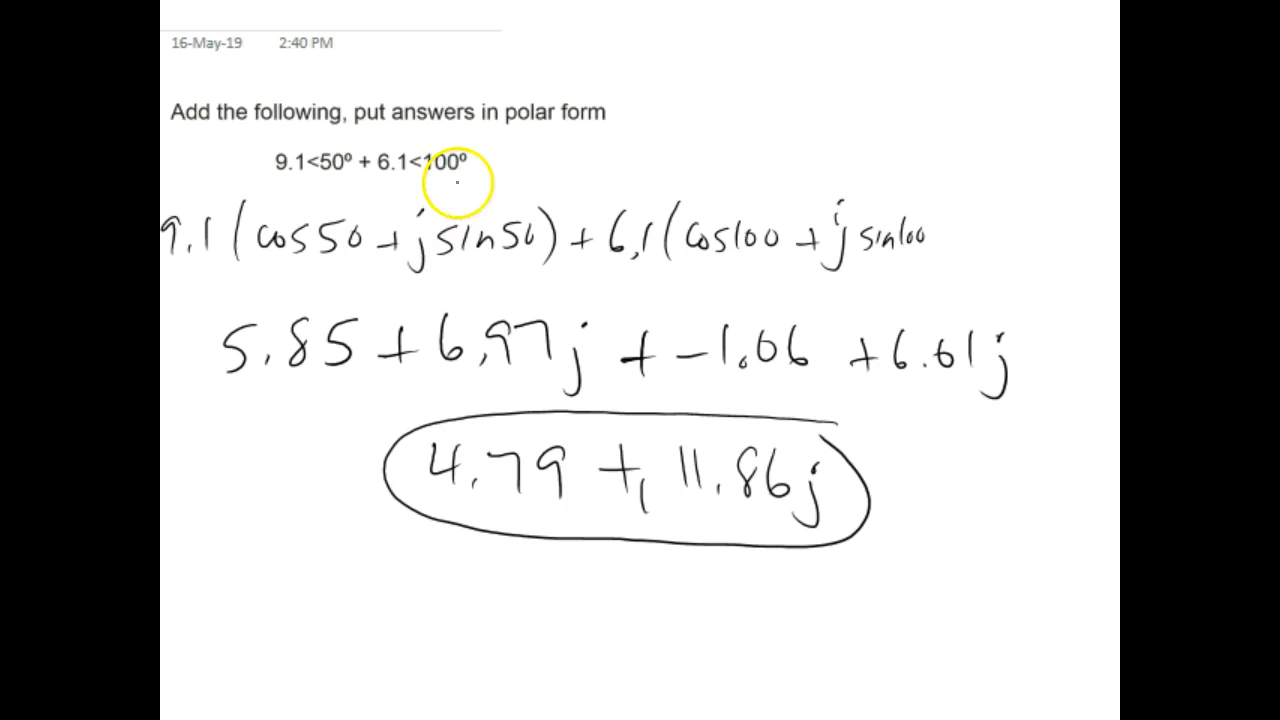 16-May-19 2:40 PM
Add the following, put answers in polar form
9.1<50º + 6.1<100º
9.1(cos50 + jsin50) + 6.1(cos100 + j sin100
5.85 + 6.97j + -1.06 + 6.01j
4.79 + 11.86j